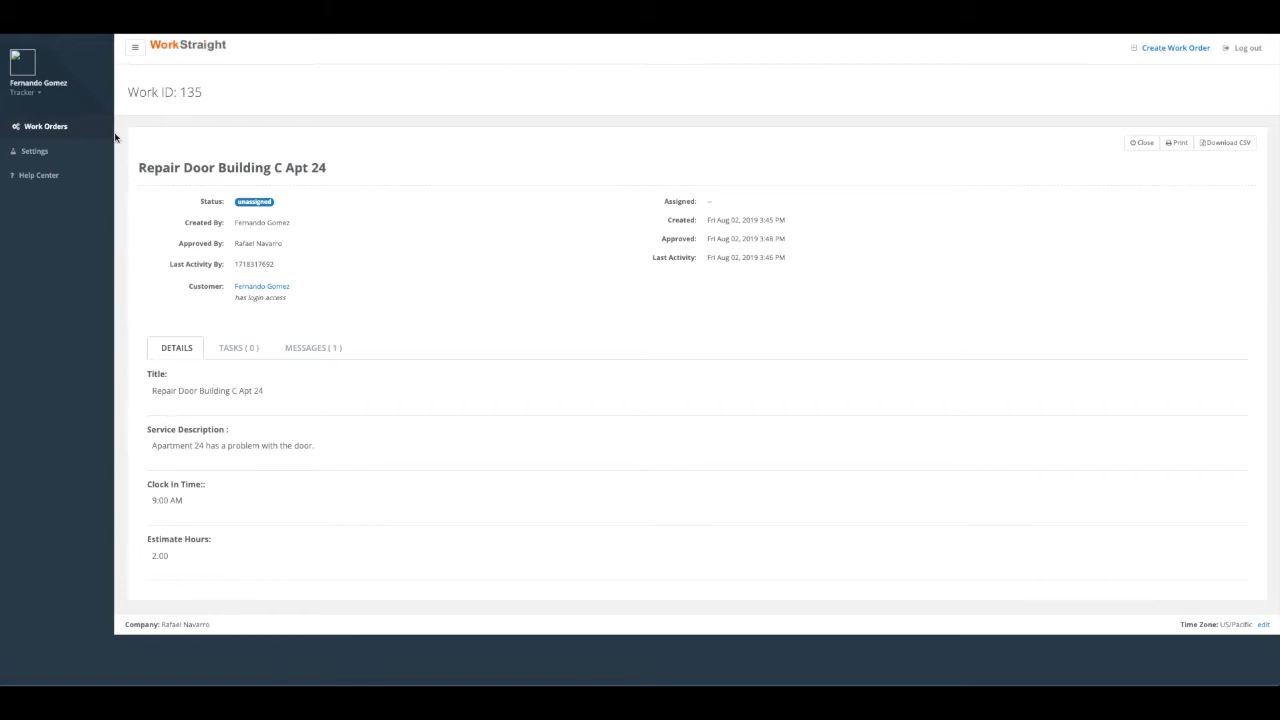 WorkStraight
Create Work Order
Log out
Fernando Gomez
Tracker
Work Orders
Settings
Help Center
Work ID: 135
Close
Print
Download CSV
Repair Door Building C Apt 24
Status: unassigned
Created By: Fernando Gomez
Approved By: Rafael Navarro
Last Activity By: 1718317692
Customer: Fernando Gomez
has login access
Assigned: --
Created: Fri Aug 02, 2019 3:45 PM
Approved: Fri Aug 02, 2019 3:48 PM
Last Activity: Fri Aug 02, 2019 3:46 PM
DETAILS TASKS ( 0 ) MESSAGES ( 1 )
Title:
Repair Door Building C Apt 24
Service Description :
Apartment 24 has a problem with the door.
Clock In Time::
9:00 AM
Estimate Hours:
2.00
Company: Rafael Navarro
Time Zone: US/Pacific edit